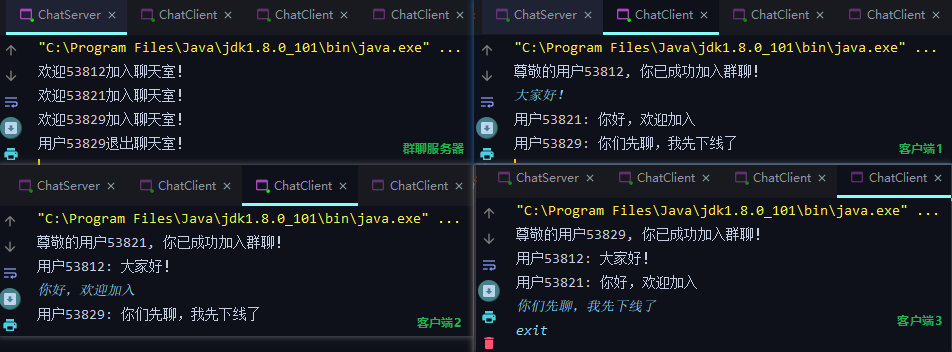 ChatServer × ChatClient × ChatClient × ChatClient ×
"C:\Program Files\Java\jdk1.8.0_101\bin\java.exe" ...
欢迎53812加入聊天室!
欢迎53821加入聊天室!
欢迎53829加入聊天室!
用户53829退出聊天室!
群聊服务器
ChatServer × ChatClient × ChatClient × ChatClient
"C:\Program Files\Java\jdk1.8.0_101\bin\java.exe" ...
尊敬的用户53812, 你已成功加入群聊!
大家好!
用户53821: 你好，欢迎加入
用户53829: 你们先聊，我先下线了
客户端1
ChatServer × ChatClient × ChatClient × ChatClient ×
"C:\Program Files\Java\jdk1.8.0_101\bin\java.exe" ...
尊敬的用户53821, 你已成功加入群聊!
用户53812: 大家好!
你好，欢迎加入
用户53829: 你们先聊，我先下线了
客户端2
ChatServer × ChatClient × ChatClient × ChatClient
"C:\Program Files\Java\jdk1.8.0_101\bin\java.exe" ...
尊敬的用户53829, 你已成功加入群聊!
用户53812: 大家好!
用户53821: 你好，欢迎加入
你们先聊，我先下线了
客户端3
exit